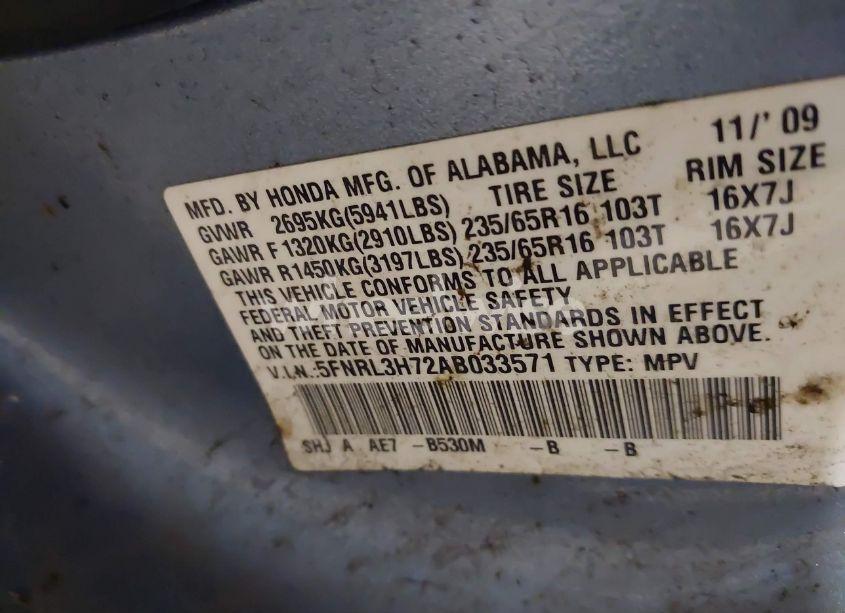 MFD. BY HONDA MFG. OF ALABAMA, LLC 11/'09
GVWR 2695KG(5941LBS) TIRE SIZE RIM SIZE
GAWR F 1320KG(2910LBS) 235/65R16 103T 16X7J
GAWR R1450KG(3197LBS) 235/65R16 103T 16X7J
THIS VEHICLE CONFORMS TO ALL APPLICABLE
FEDERAL MOTOR VEHICLE SAFETY
AND THEFT PREVENTION STANDARDS IN EFFECT
ON THE DATE OF MANUFACTURE SHOWN ABOVE.
V.I.N.:5FNRL3H72AB033571 TYPE: MPV
SHJ A AE7 -B530M -B -B